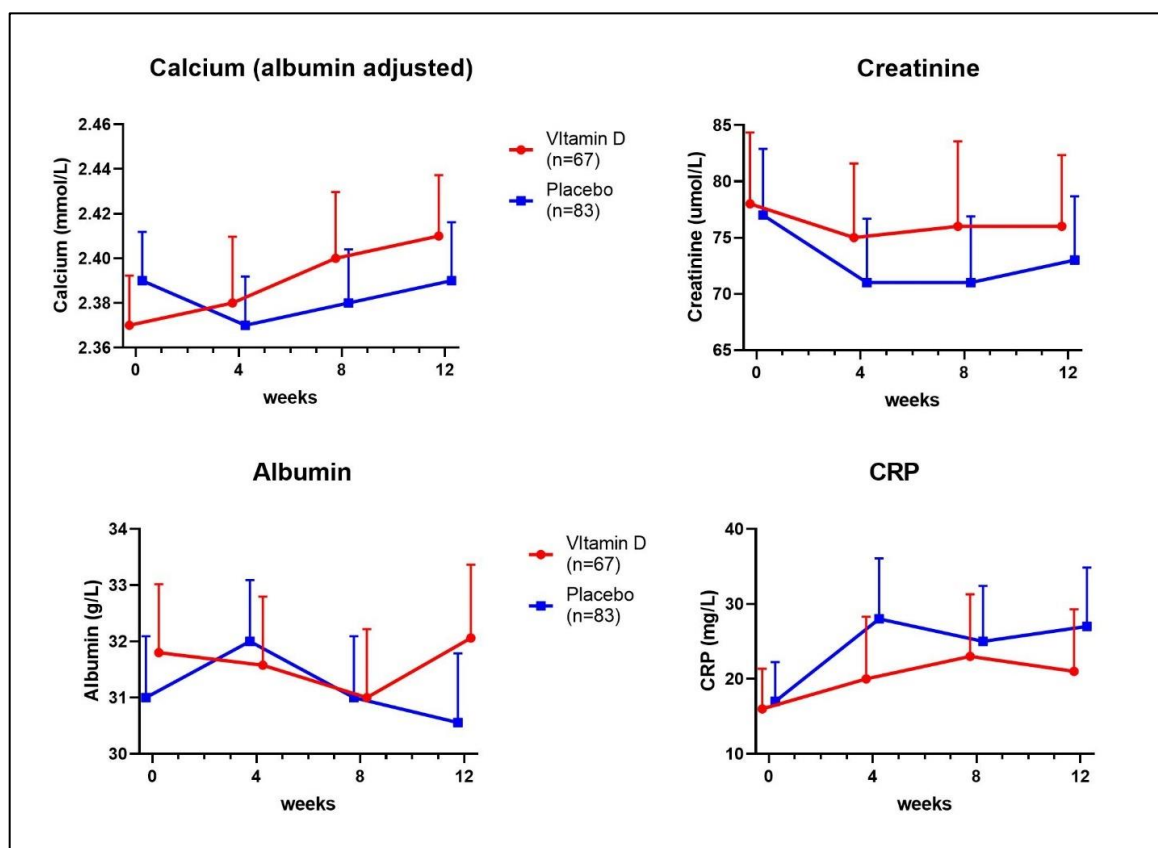 Calcium (albumin adjusted)
Calcium (mmol/L)
2.46
2.44
2.42
2.40
2.38
2.36
0 4 8 12
weeks
VItamin D
(n=67)
Placebo
(n=83)
Creatinine
Creatinine (umol/L)
85
80
75
70
65
0 4 8 12
weeks
Albumin
Albumin (g/L)
34
33
32
31
30
0 4 8 12
weeks
VItamin D
(n=67)
Placebo
(n=83)
CRP
CRP (mg/L)
40
30
20
10
0 4 8 12
weeks